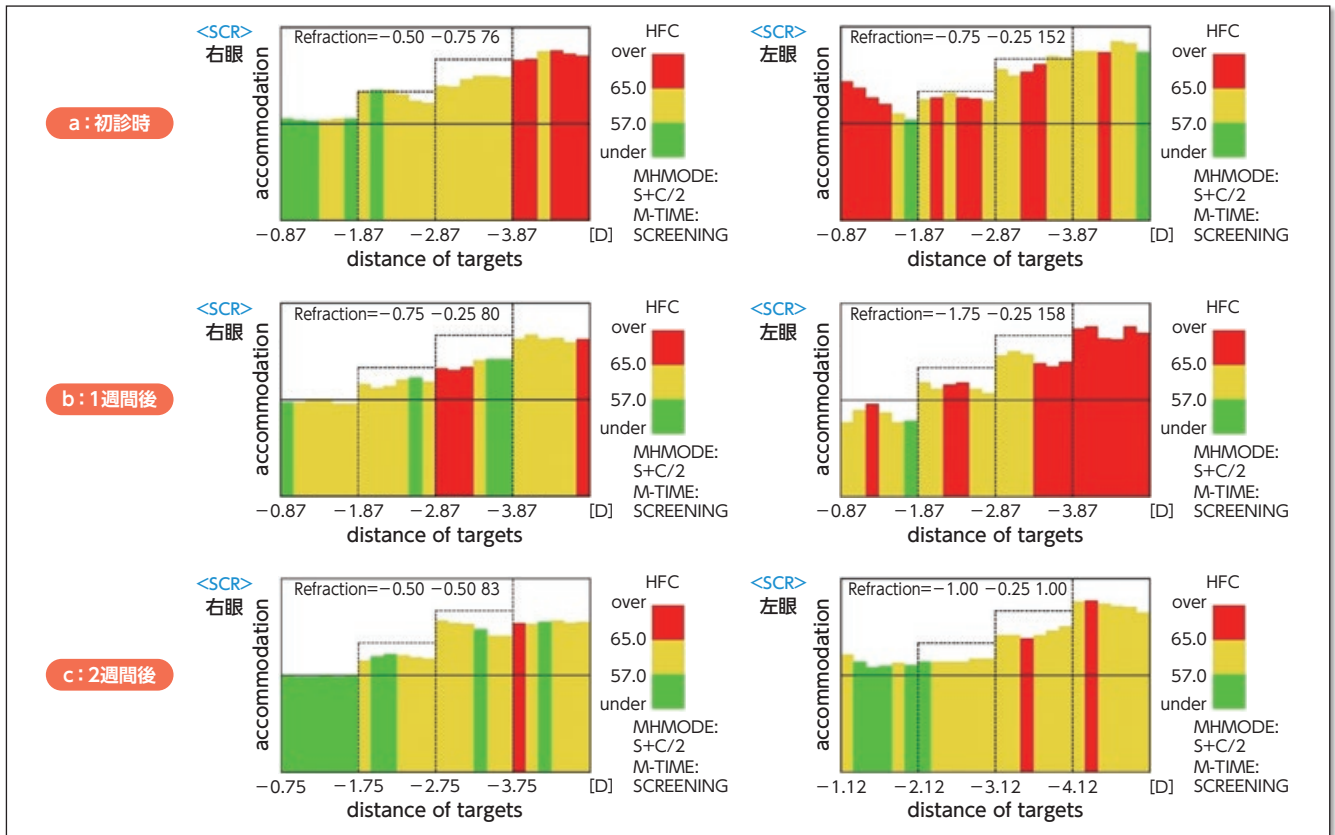 a：初診時
<SCR>
右眼
accommodation
Refraction=−0.50 −0.75 76
−0.87 −1.87 −2.87 −3.87 [D]
distance of targets
HFC
over
65.0
57.0
under
MHMODE:
S+C/2
M-TIME:
SCREENING
<SCR>
左眼
accommodation
Refraction=−0.75 −0.25 152
−0.87 −1.87 −2.87 −3.87 [D]
distance of targets
HFC
over
65.0
57.0
under
MHMODE:
S+C/2
M-TIME:
SCREENING
b：1週間後
<SCR>
右眼
accommodation
Refraction=−0.75 −0.25 80
−0.87 −1.87 −2.87 −3.87 [D]
distance of targets
HFC
over
65.0
57.0
under
MHMODE:
S+C/2
M-TIME:
SCREENING
<SCR>
左眼
accommodation
Refraction=−1.75 −0.25 158
−0.87 −1.87 −2.87 −3.87 [D]
distance of targets
HFC
over
65.0
57.0
under
MHMODE:
S+C/2
M-TIME:
SCREENING
c：2週間後
<SCR>
右眼
accommodation
Refraction=−0.50 −0.50 83
−0.75 −1.75 −2.75 −3.75 [D]
distance of targets
HFC
over
65.0
57.0
under
MHMODE:
S+C/2
M-TIME:
SCREENING
<SCR>
左眼
accommodation
Refraction=−1.00 −0.25 1.00
−1.12 −2.12 −3.12 −4.12 [D]
distance of targets
HFC
over
65.0
57.0
under
MHMODE:
S+C/2
M-TIME:
SCREENING